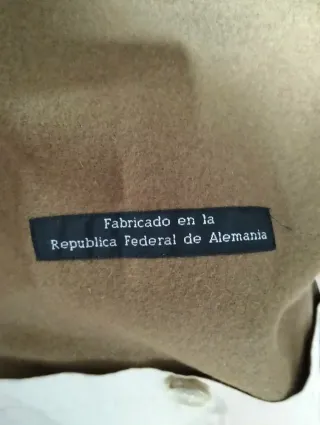 Fabricado en la
Republica Federal de Alemania